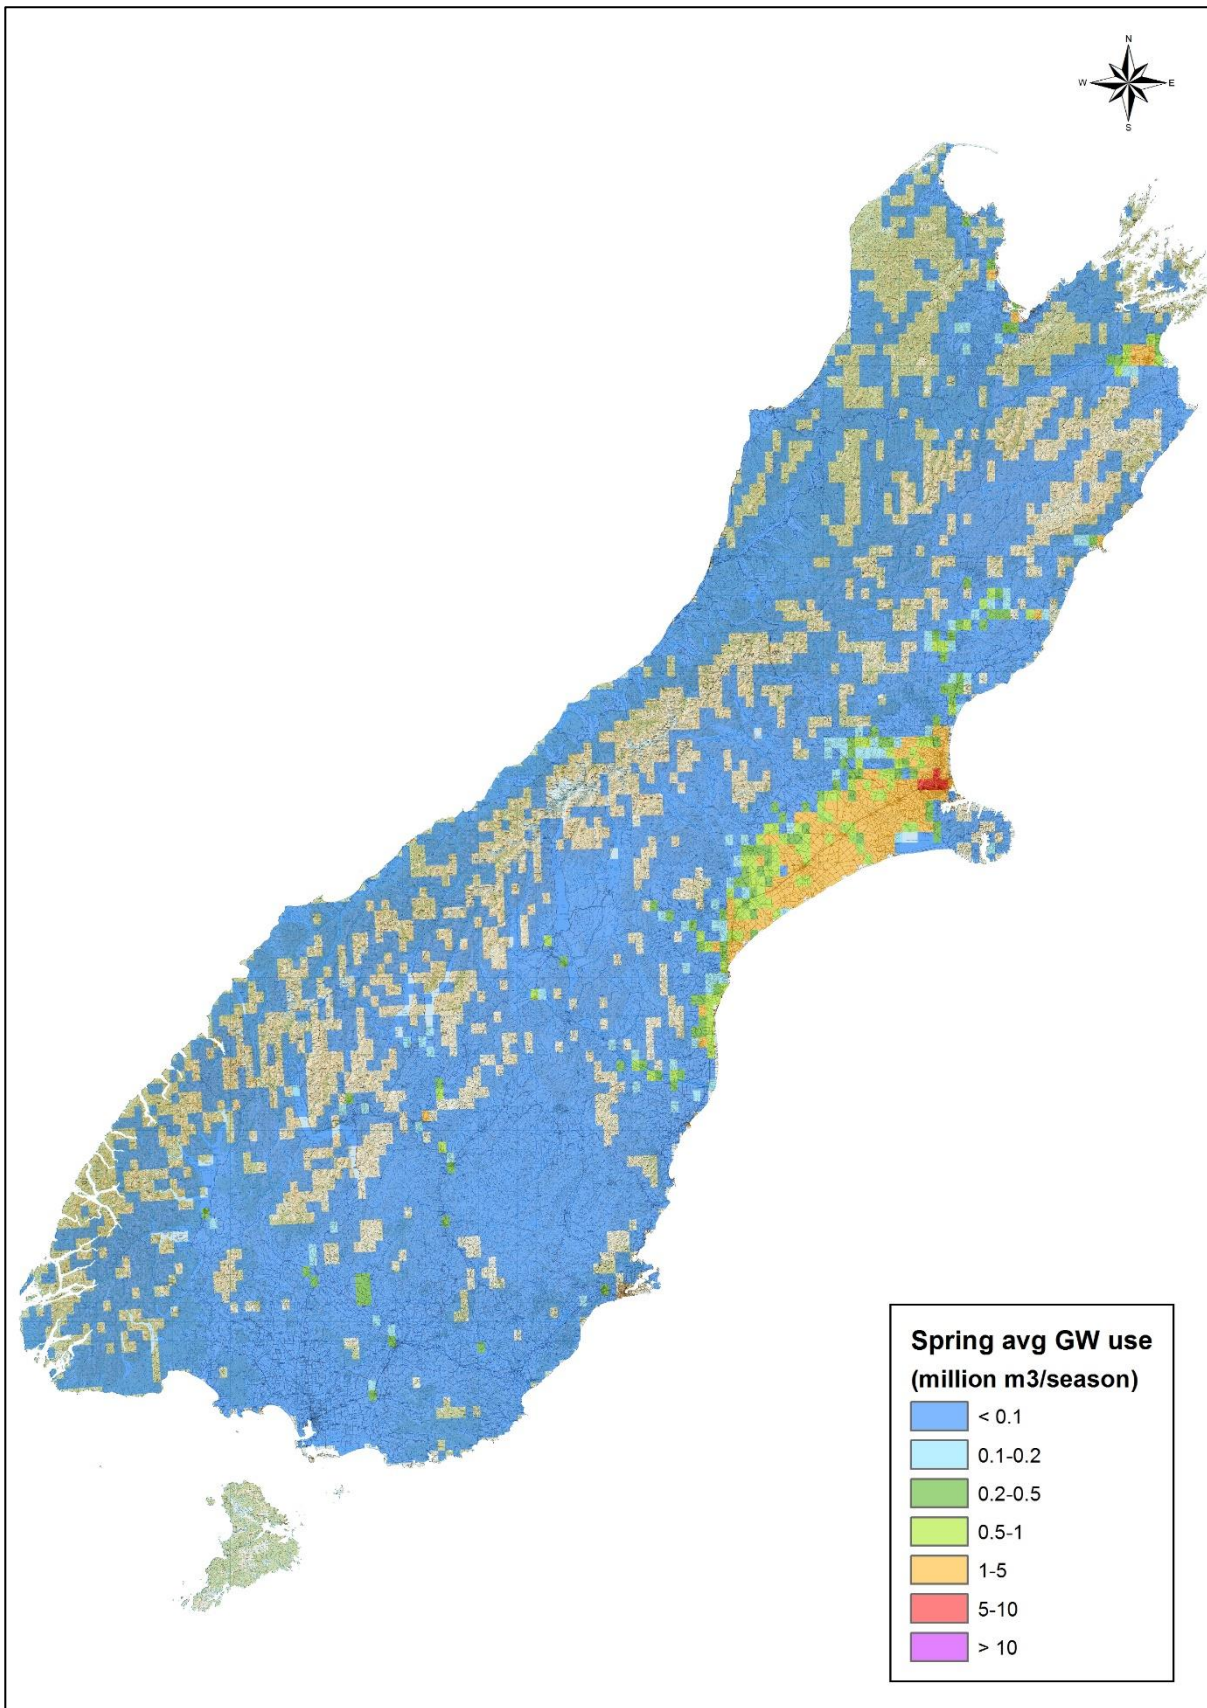 N
W E
S
Spring avg GW use
(million m3/season)
< 0.1
0.1-0.2
0.2-0.5
0.5-1
1-5
5-10
> 10